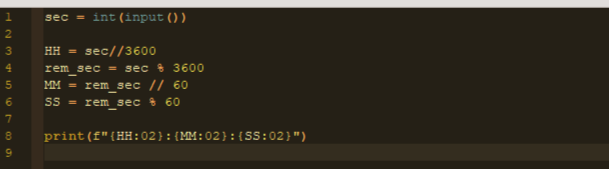 1 sec = int(input())
2
3 HH = sec//3600
4 rem_sec = sec % 3600
5 MM = rem_sec // 60
6 SS = rem_sec % 60
7
8 print(f"{HH:02}:{MM:02}:{SS:02}")
9